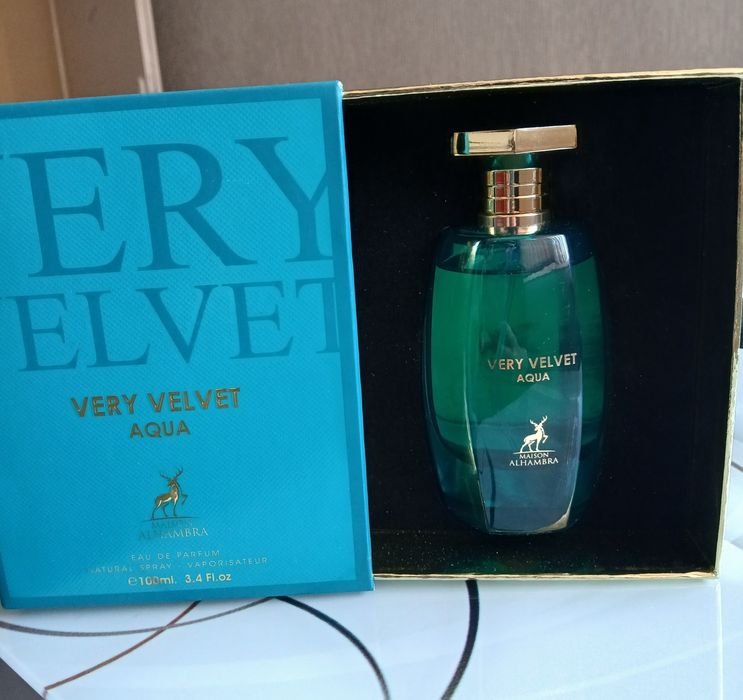 ERY
ELVET
VERY VELVET
AQUA
MAISON
ALHAMBRA
EAU DE PARFUM
NATURAL SPRAY - VAPORISATEUR
e100ml. 3.4 Fl.oz
VERY VELVET
AQUA
MAISON
ALHAMBRA